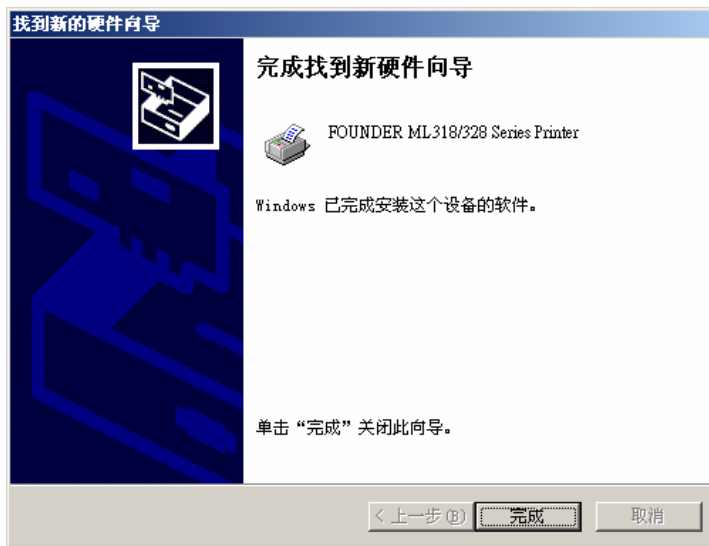 找到新的硬件向导
完成找到新硬件向导
FOUNDER ML318/328 Series Printer
Windows 已完成安装这个设备的软件。
单击“完成”关闭此向导。
< 上一步(B) 完成 取消